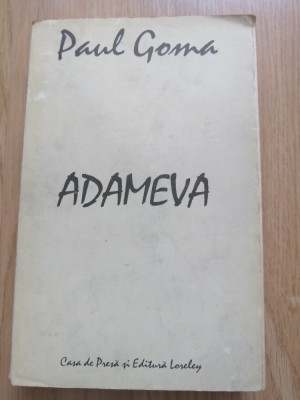 Paul Goma
ADAMEVA
Casa de Presă și Editură Loreley